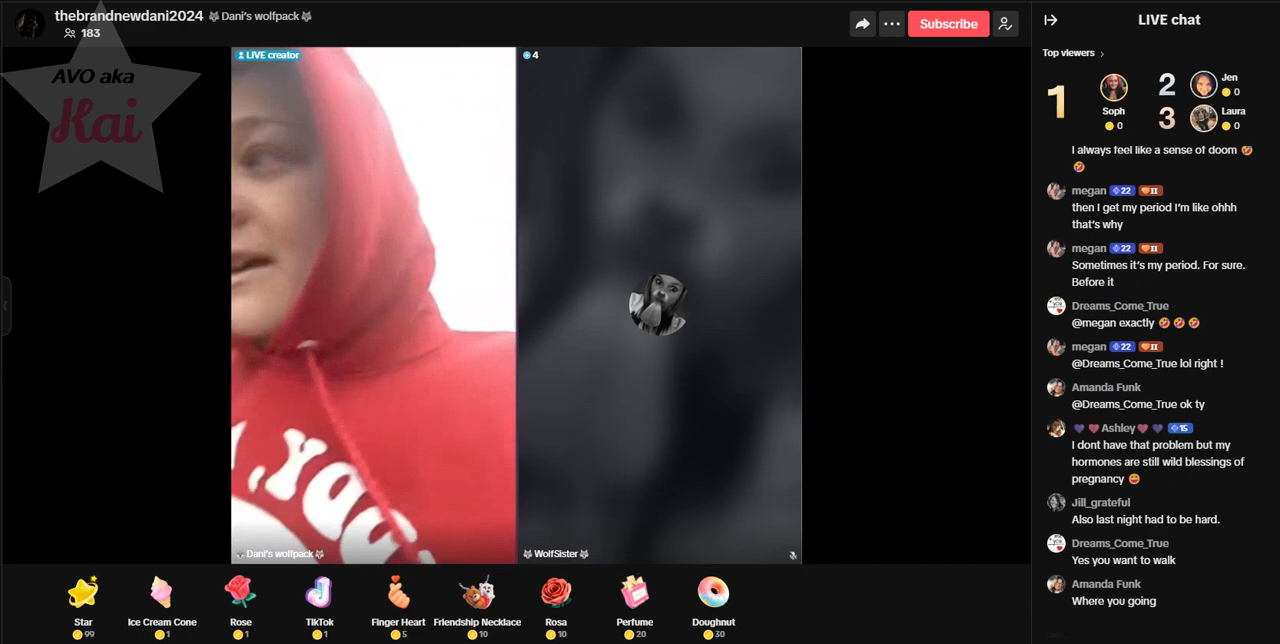 thebrandnewdani2024 🐺Dani's wolfpack🐺
183
Subscribe
AVO aka
Kai
LIVE creator
4
Dani's wolfpack🐺
🐺WolfSister🐺
Star
99
Ice Cream Cone
1
Rose
1
TikTok
1
Finger Heart
5
Friendship Necklace
10
Rosa
10
Perfume
20
Doughnut
30
LIVE chat
Top viewers >
1
Soph
0
2
Jen
0
3
Laura
0
I always feel like a sense of doom 🤣
🤣
megan 22 II
then I get my period I'm like ohhh
that's why
megan 22 II
Sometimes it's my period. For sure.
Before it
Dreams_Come_True
@megan exactly 🤣 🤣 🤣
megan 22 II
@Dreams_Come_True lol right !
Amanda Funk
@Dreams_Come_True ok ty
💜❤Ashley❤💜 15
I dont have that problem but my
hormones are still wild blessings of
pregnancy 😝
Jill_grateful
Also last night had to be hard.
Dreams_Come_True
Yes you want to walk
Amanda Funk
Where you going